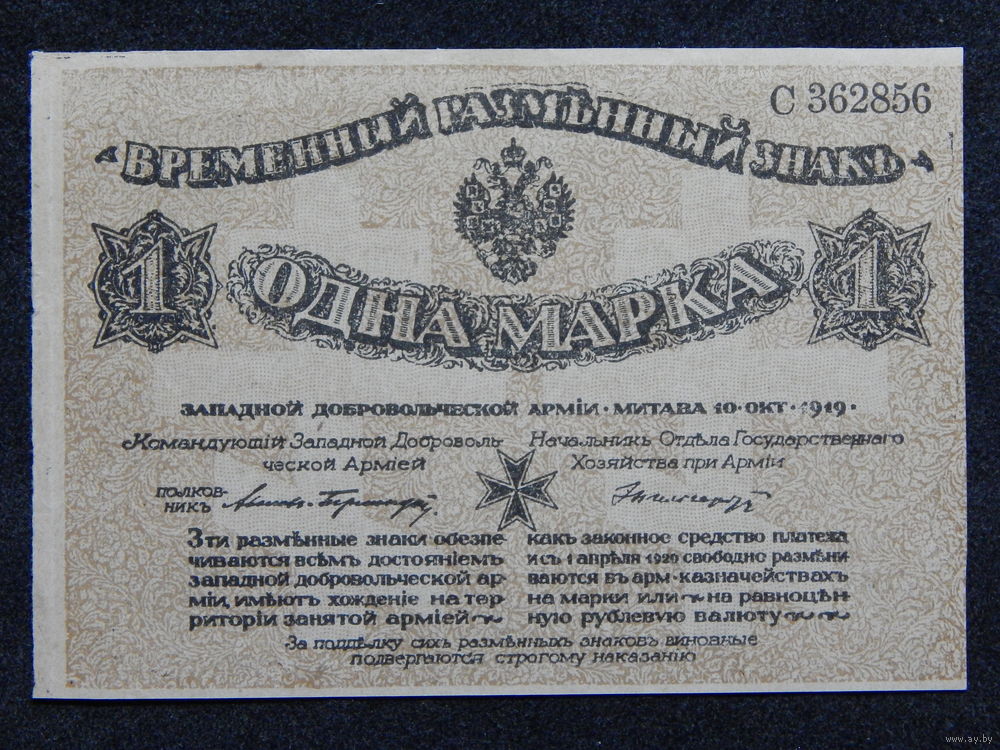 С 362856
ВРЕМЕННЫЙ РАЗМѢННЫЙ ЗНАКЪ
1 ОДНА МАРКА 1
ЗАПАДНОЙ ДОБРОВОЛЬЧЕСКОЙ АРМІИ · МИТАВА 10 · ОКТ · 1919 ·
Командующій Западной Доброволь-
ческой Арміей
полков-
никъ
Начальникъ Отдѣла Государственнаго
Хозяйства при Арміи
Эти размѣнные знаки обезпе-
чиваются всѣмъ достояніемъ
западной добровольческой ар-
міи, имѣютъ хожденіе на тер-
риторіи занятой арміей
какъ законное средство платежа
и съ 1 апрѣля 1920 свободно размѣни
ваются въ арм · казначействахъ
на марки или на равноцѣн-
ную рублевую валюту
За поддѣлку сихъ размѣнныхъ знаковъ виновные
подвергаются строгому наказанію
www.ay.by